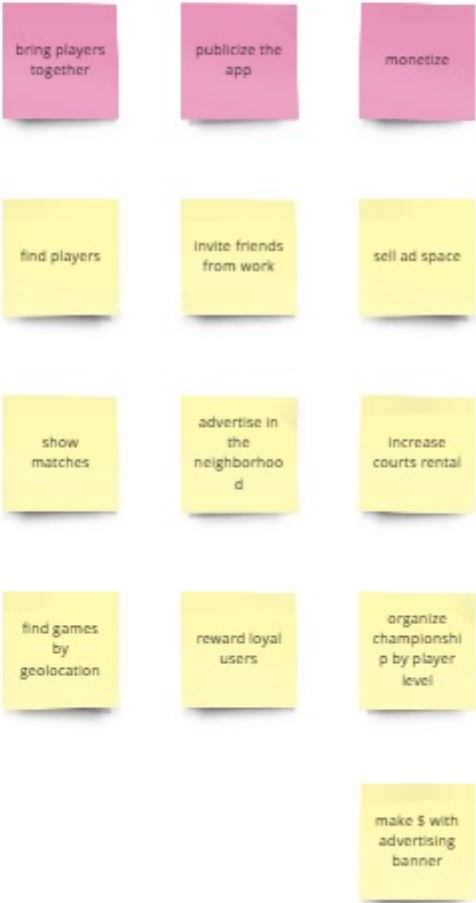 bring players
together
publicize the
app
monetize
find players
invite friends
from work
sell ad space
show
matches
advertise in
the
neighborhoo
d
increase
courts rental
find games
by
geolocation
reward loyal
users
organize
championshi
p by player
level
make $ with
advertising
banner